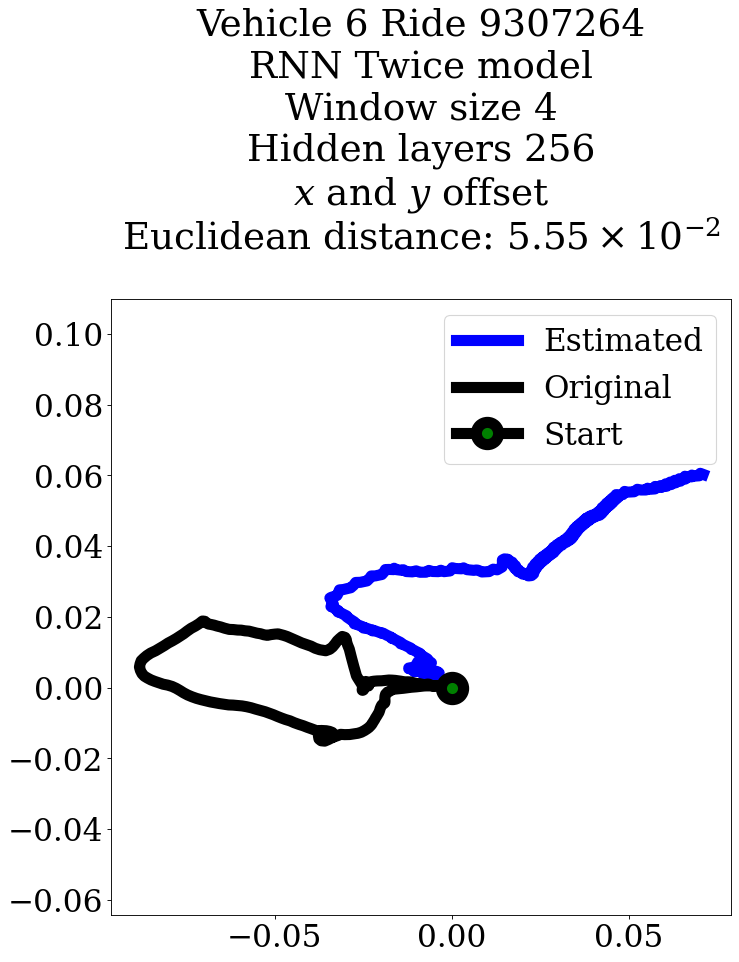 Vehicle 6 Ride 9307264
RNN Twice model
Window size 4
Hidden layers 256
x and y offset
Euclidean distance: 5.55 × 10⁻²
Estimated
Original
Start
0.10
0.08
0.06
0.04
0.02
0.00
−0.02
−0.04
−0.06
−0.05 0.00 0.05